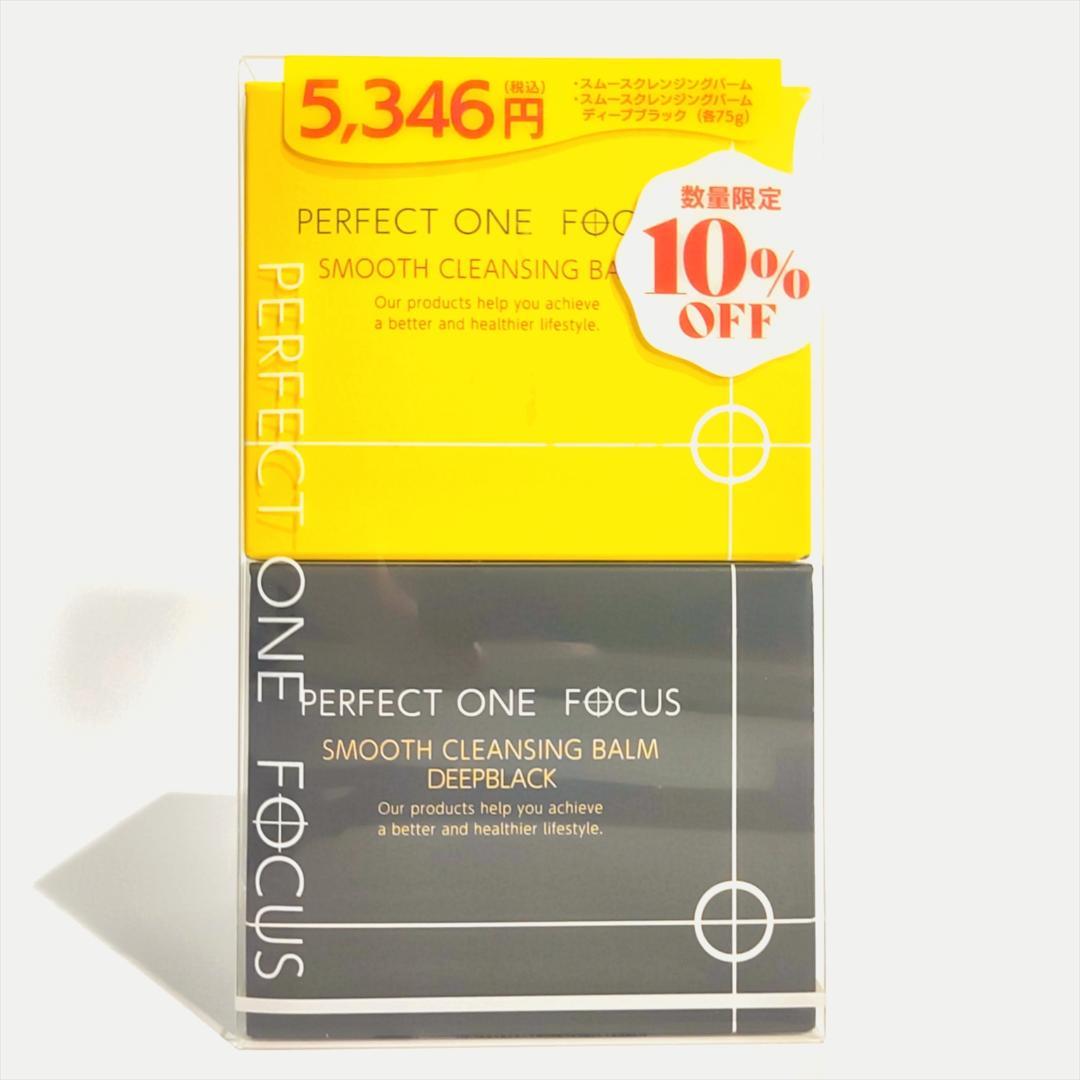 5,346円(税込)
・スムースクレンジングバーム
・スムースクレンジングバーム
ディープブラック（各75g）
数量限定
10%
OFF
PERFECT ONE FOC
SMOOTH CLEANSING BA
Our products help you achieve
a better and healthier lifestyle.
PERFECT ONE FOCUS
PERFECT ONE FOCUS
SMOOTH CLEANSING BALM
DEEPBLACK
Our products help you achieve
a better and healthier lifestyle.